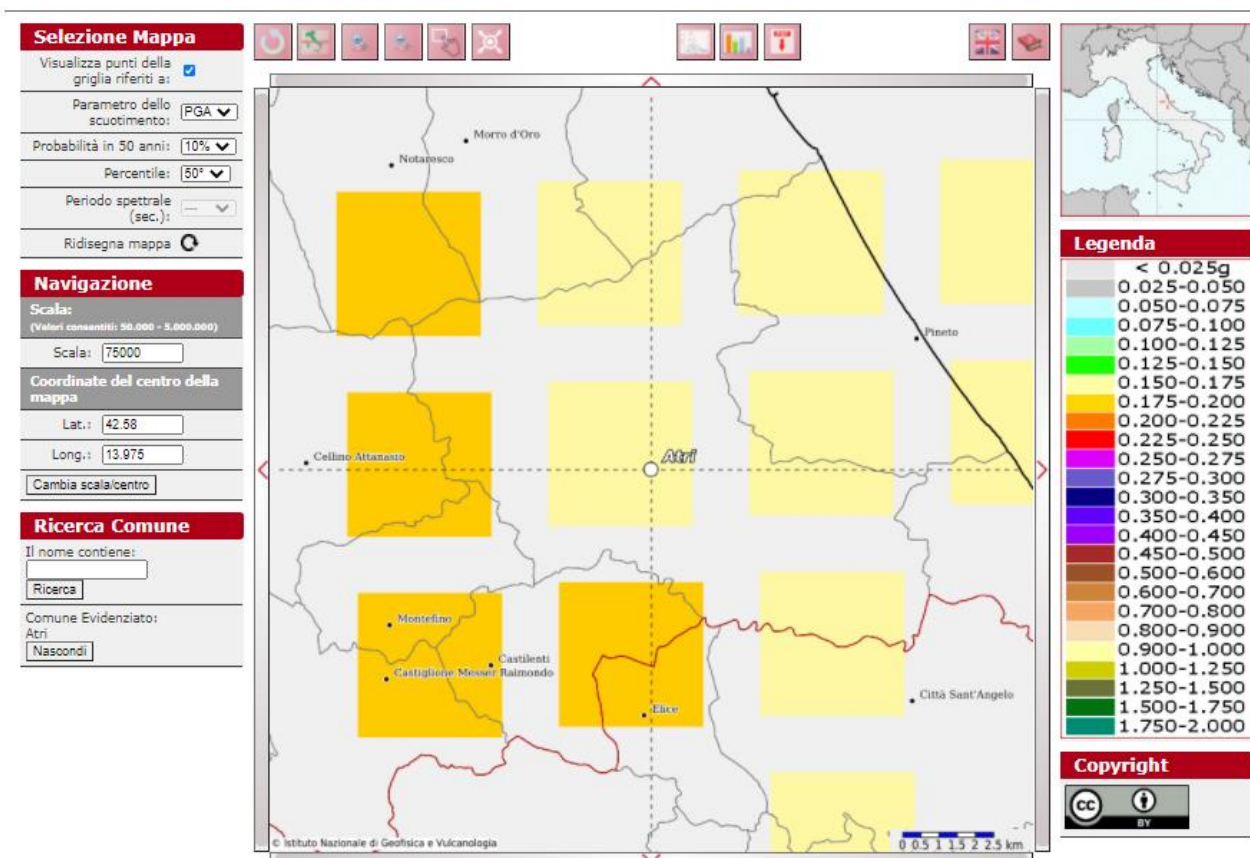 Selezione Mappa
Visualizza punti della
griglia riferiti a:
Parametro dello
scuotimento: PGA
Probabilità in 50 anni: 10%
Percentile: 50°
Periodo spettrale
(sec.): ---
Ridisegna mappa
Navigazione
Scala:
(Valori consentiti: 50.000 - 5.000.000)
Scala: 75000
Coordinate del centro della
mappa
Lat.: 42.58
Long.: 13.975
Cambia scala/centro
Ricerca Comune
Il nome contiene:
Ricerca
Comune Evidenziato:
Atri
Nascondi
Morro d'Oro
Notaresco
Pineto
Cellino Attanasio
Atri
Montefino
Castilenti
Castiglione Messer Raimondo
Elice
Città Sant'Angelo
© Istituto Nazionale di Geofisica e Vulcanologia
0 0.5 1 1.5 2 2.5 km
Legenda
< 0.025g
0.025-0.050
0.050-0.075
0.075-0.100
0.100-0.125
0.125-0.150
0.150-0.175
0.175-0.200
0.200-0.225
0.225-0.250
0.250-0.275
0.275-0.300
0.300-0.350
0.350-0.400
0.400-0.450
0.450-0.500
0.500-0.600
0.600-0.700
0.700-0.800
0.800-0.900
0.900-1.000
1.000-1.250
1.250-1.500
1.500-1.750
1.750-2.000
Copyright
cc
BY